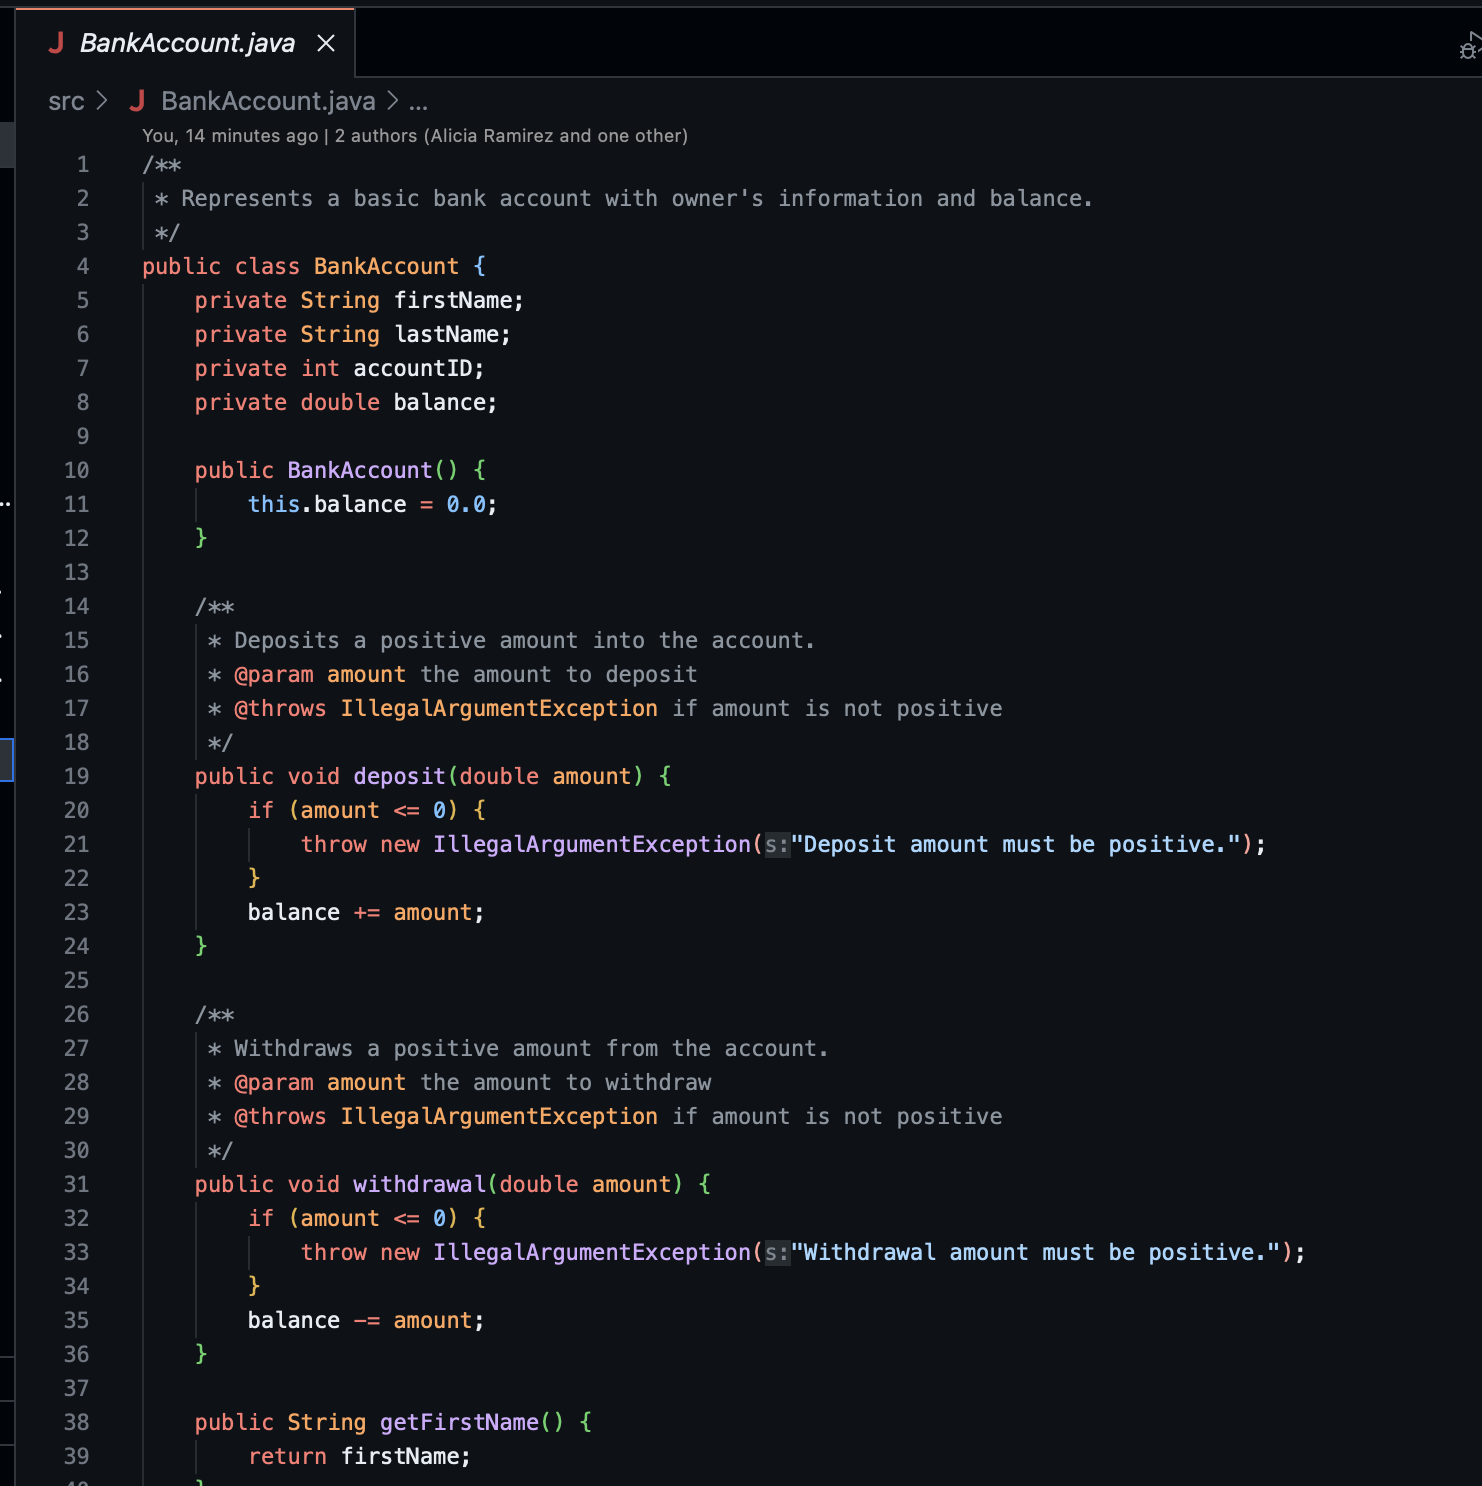 BankAccount.java
src > BankAccount.java > ...
You, 14 minutes ago | 2 authors (Alicia Ramirez and one other)
1 /**
2  * Represents a basic bank account with owner's information and balance.
3  */
4 public class BankAccount {
5     private String firstName;
6     private String lastName;
7     private int accountID;
8     private double balance;
9
10     public BankAccount() {
11         this.balance = 0.0;
12     }
13
14     /**
15      * Deposits a positive amount into the account.
16      * @param amount the amount to deposit
17      * @throws IllegalArgumentException if amount is not positive
18      */
19     public void deposit(double amount) {
20         if (amount <= 0) {
21             throw new IllegalArgumentException(s:"Deposit amount must be positive.");
22         }
23         balance += amount;
24     }
25
26     /**
27      * Withdraws a positive amount from the account.
28      * @param amount the amount to withdraw
29      * @throws IllegalArgumentException if amount is not positive
30      */
31     public void withdrawal(double amount) {
32         if (amount <= 0) {
33             throw new IllegalArgumentException(s:"Withdrawal amount must be positive.");
34         }
35         balance -= amount;
36     }
37
38     public String getFirstName() {
39         return firstName;